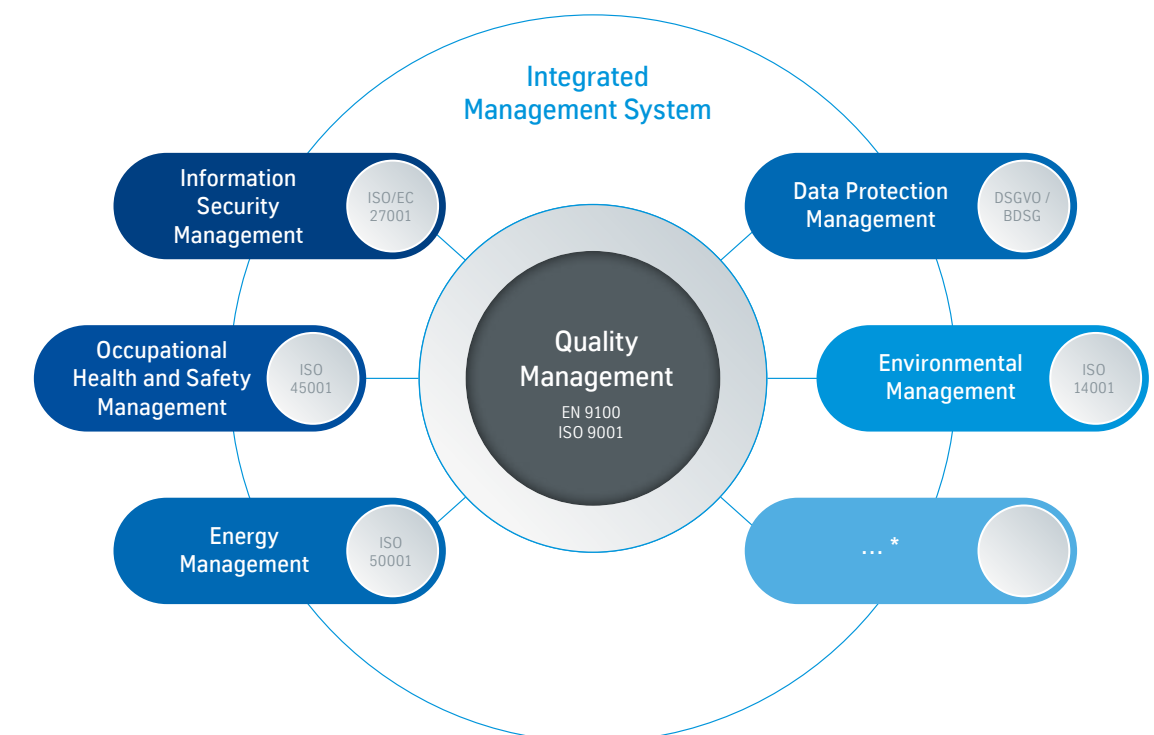 Integrated
Management System
Information
Security
Management
ISO/EC
27001
Data Protection
Management
DSGVO /
BDSG
Occupational
Health and Safety
Management
ISO
45001
Quality
Management
EN 9100
ISO 9001
Environmental
Management
ISO
14001
Energy
Management
ISO
50001
... *